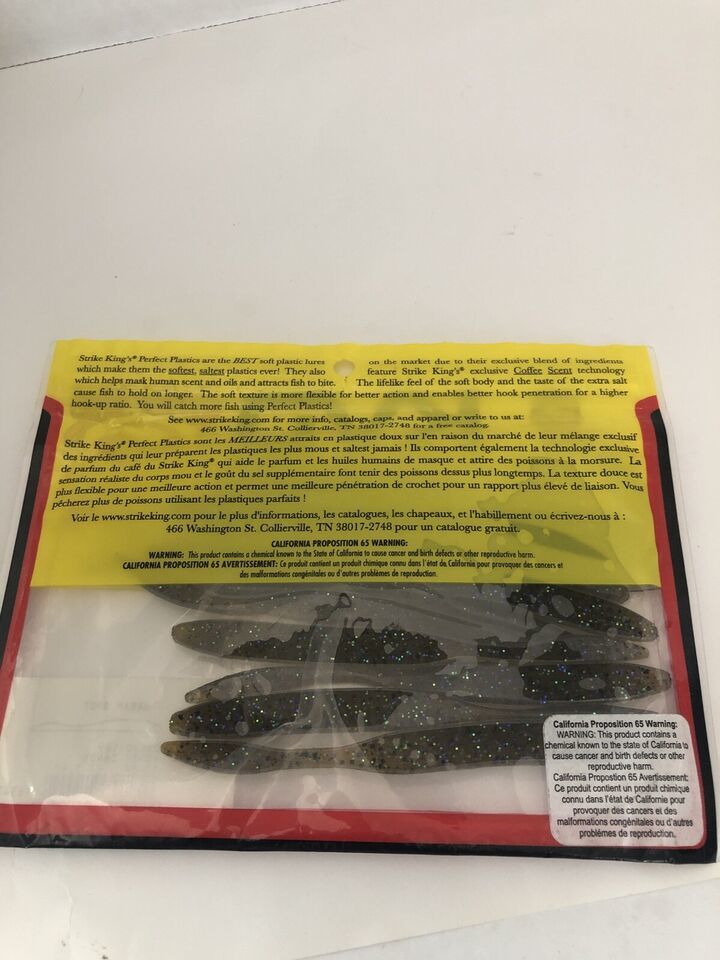 Strike King's® Perfect Plastics are the BEST soft plastic lures on the market due to their exclusive blend of ingredients
which make them the softest, saltest plastics ever! They also feature Strike King's® exclusive Coffee Scent technology
which helps mask human scent and oils and attracts fish to bite. The lifelike feel of the soft body and the taste of the extra salt
cause fish to hold on longer. The soft texture is more flexible for better action and enables better hook penetration for a higher
hook-up ratio. You will catch more fish using Perfect Plastics!
See www.strikeking.com for more info, catalogs, caps, and apparel or write to us at:
466 Washington St. Collierville, TN 38017-2748 for a free catalog.
Strike King's® Perfect Plastics sont les MEILLEURS attraits en plastique doux sur l'en raison du marché de leur mélange exclusif
des ingrédients qui leur préparent les plastiques les plus mous et saltest jamais ! Ils comportent également la technologie exclusive
de parfum du café du Strike King® qui aide le parfum et les huiles humains de masque et attire des poissons à la morsure. La
sensation réaliste du corps mou et le goût du sel supplémentaire font tenir des poissons dessus plus longtemps. La texture douce est
plus flexible pour une meilleure action et permet une meilleure pénétration de crochet pour un rapport plus élevé de liaison. Vous
pêcherez plus de poissons utilisant les plastiques parfaits !
Voir le www.strikeking.com pour le plus d'informations, les catalogues, les chapeaux, et l'habillement ou écrivez-nous à :
466 Washington St. Collierville, TN 38017-2748 pour un catalogue gratuit.
CALIFORNIA PROPOSITION 65 WARNING:
WARNING: This product contains a chemical known to the State of California to cause cancer and birth defects or other reproductive harm.
CALIFORNIA PROPOSITION 65 AVERTISSEMENT: Ce produit contient un produit chimique connu dans l'état de California pour provoquer des cancers et
des malformations congénitales ou d'autres problèmes de reproduction.
California Proposition 65 Warning:
WARNING: This product contains a
chemical known to the state of California to
cause cancer and birth defects or other
reproductive harm.
California Propostion 65 Avertissement:
Ce produit contient un produit chimique
connu dans l'état de Californie pour
provoquer des cancers et des
malformations congénitales ou d'autres
problèmes de reproduction.